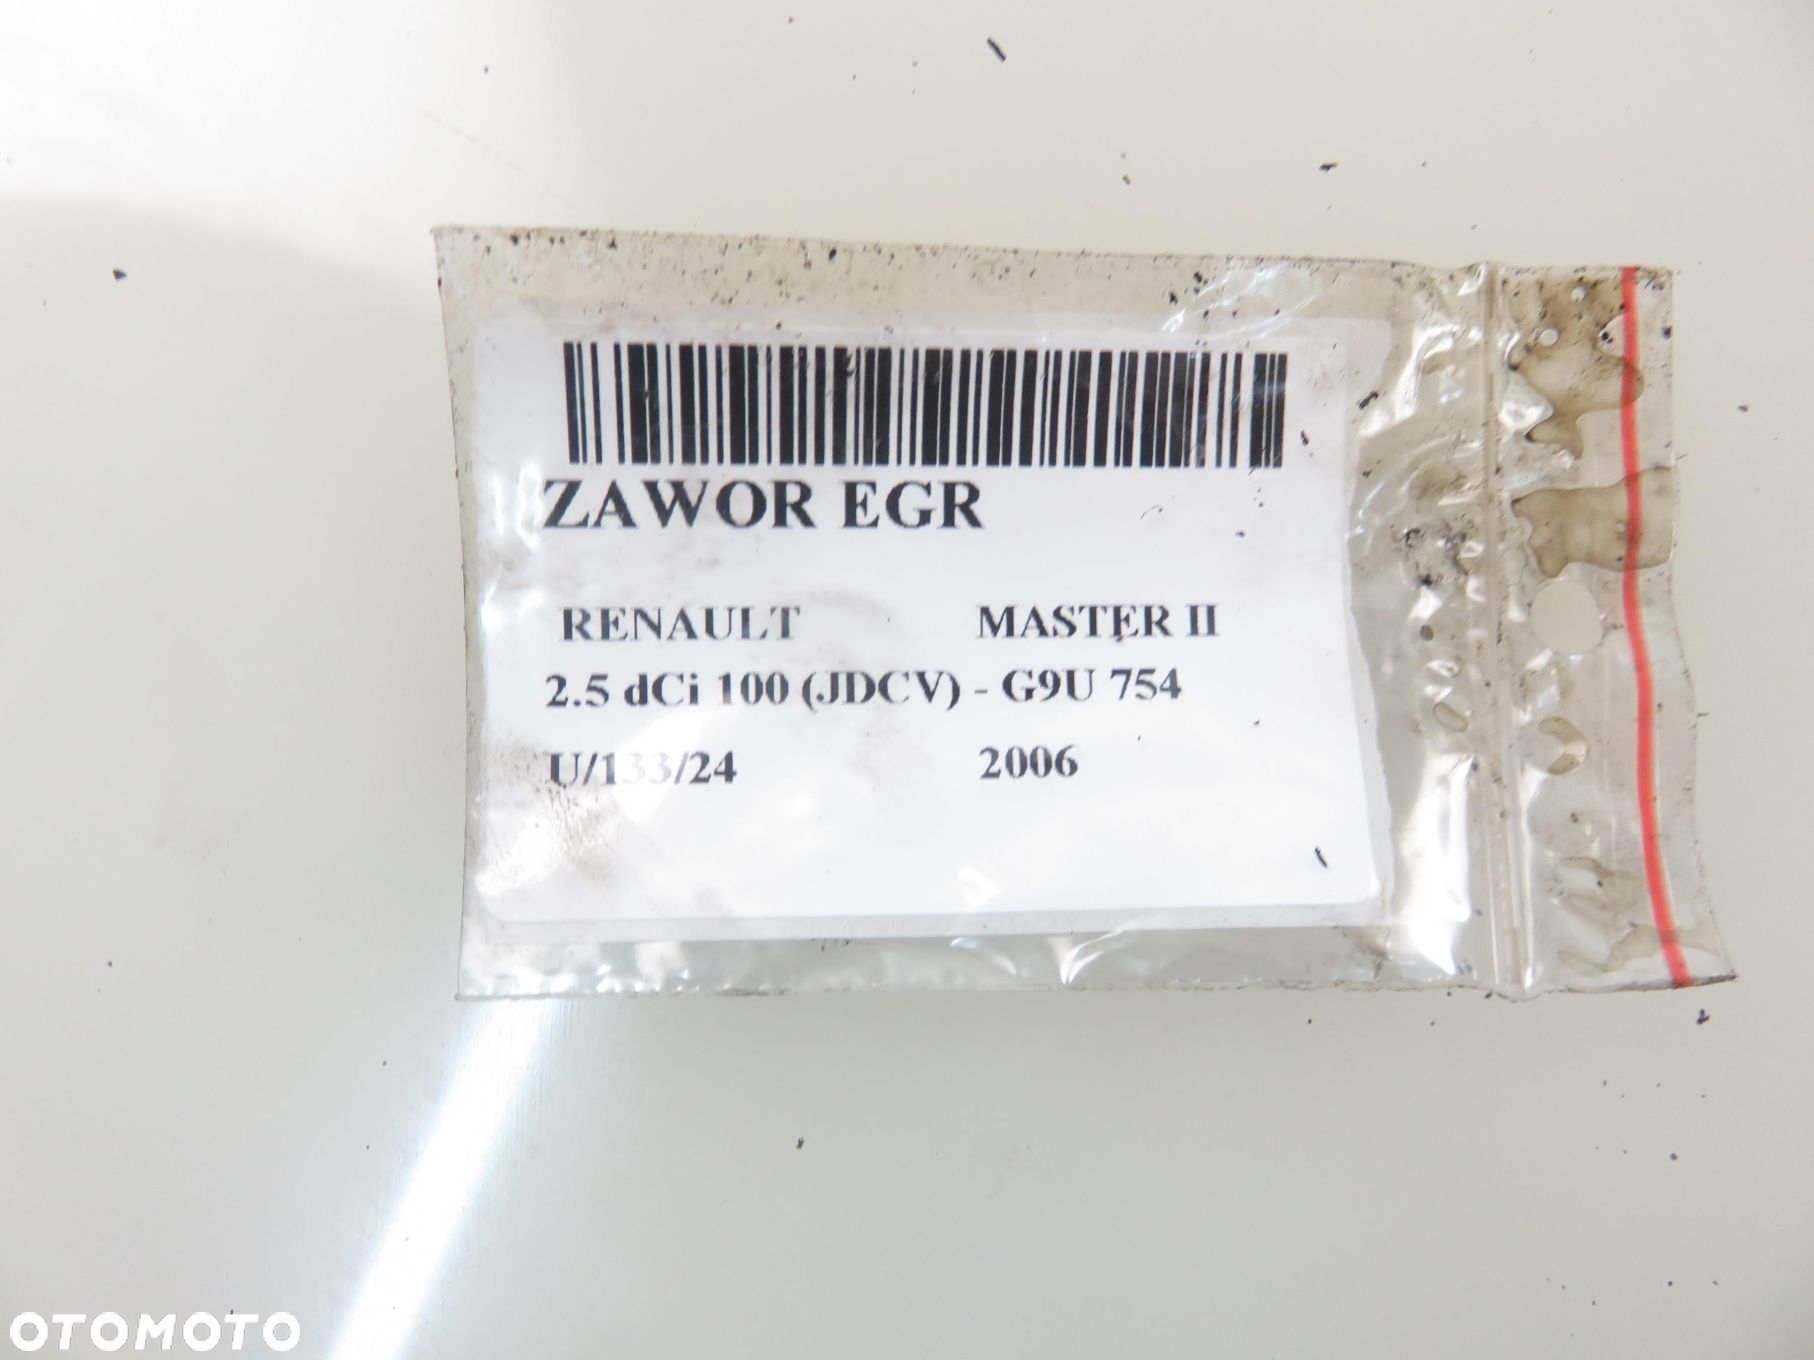 ZAWOR EGR
RENAULT MASTER II
2.5 dCi 100 (JDCV) - G9U 754
U/133/24 2006
OTOMOTO